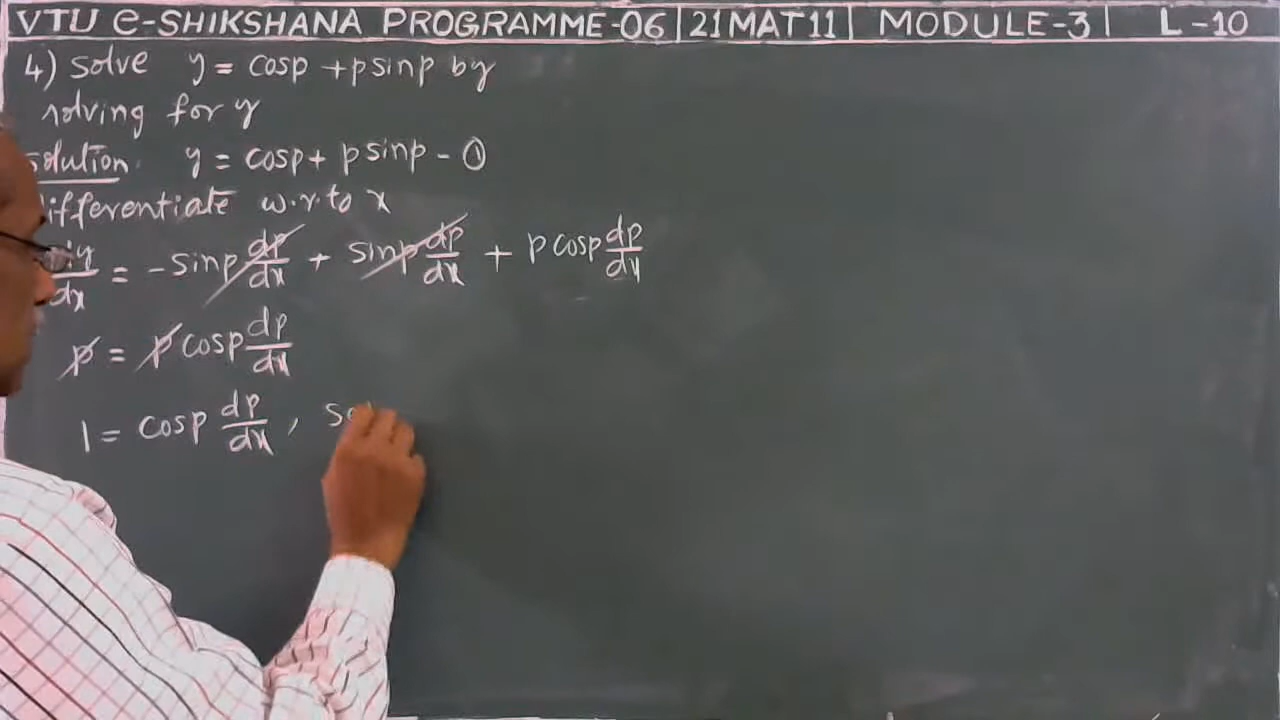 VTU e-SHIKSHANA PROGRAMME-06 | 21MAT11 | MODULE-3 | L-10
4) solve y = cosp + psinp by
solving for y
solution. y = cosp + psinp - ①
differentiate w.r.to x
dy/dx = -sinp dp/dx + sinp dp/dx + p cosp dp/dx
p = p cosp dp/dx
1 = cosp dp/dx ,